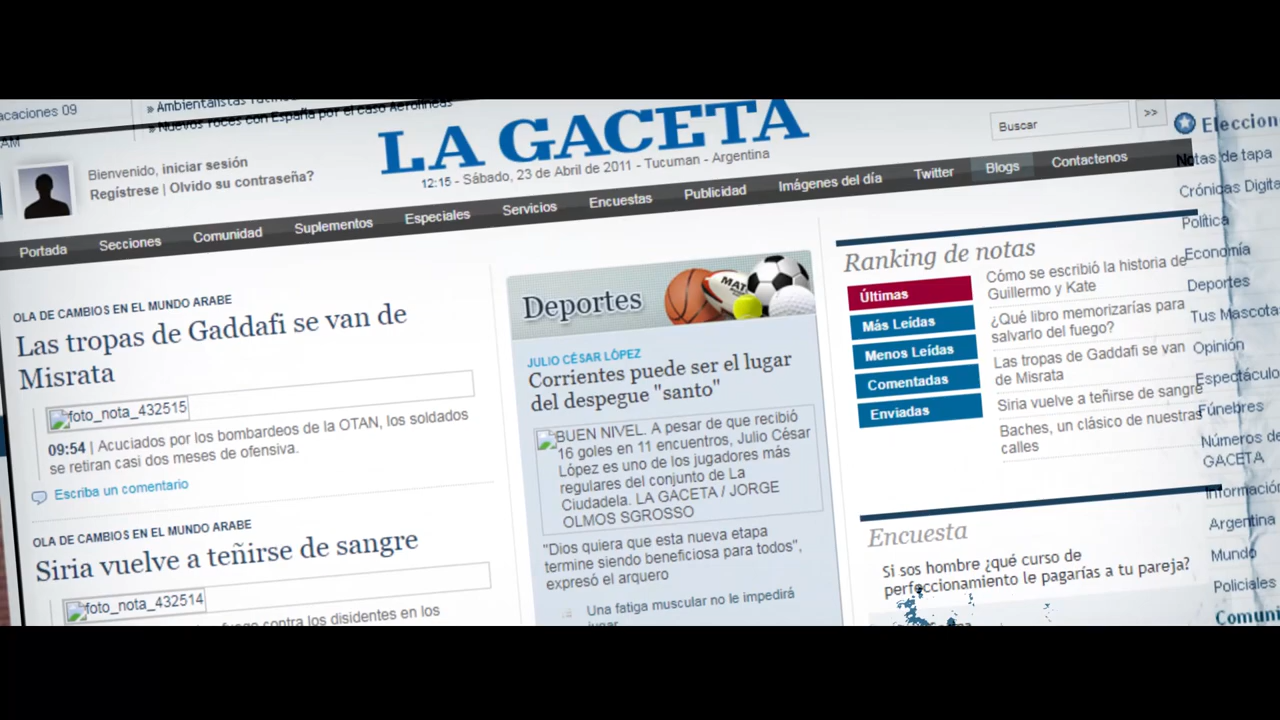 acaciones 09
» Ambientalistas
» Nuevos roces con España por el caso Aerolíneas
AM
LA GACETA
12:15 - Sábado, 23 de Abril de 2011 - Tucuman - Argentina
Bienvenido, iniciar sesión
Regístrese | Olvido su contraseña?
Buscar
>>
Portada Secciones Comunidad Suplementos Especiales Servicios Encuestas Publicidad Imágenes del día Twitter Blogs Contactenos
OLA DE CAMBIOS EN EL MUNDO ARABE
Las tropas de Gaddafi se van de
Misrata
foto_nota_432515
09:54 | Acuciados por los bombardeos de la OTAN, los soldados
se retiran casi dos meses de ofensiva.
Escriba un comentario
OLA DE CAMBIOS EN EL MUNDO ARABE
Siria vuelve a teñirse de sangre
foto_nota_432514
fuego contra los disidentes en los
Deportes
MAT
JULIO CÉSAR LÓPEZ
Corrientes puede ser el lugar
del despegue "santo"
BUEN NIVEL. A pesar de que recibió
16 goles en 11 encuentros, Julio César
López es uno de los jugadores más
regulares del conjunto de La
Ciudadela. LA GACETA / JORGE
OLMOS SGROSSO
"Dios quiera que esta nueva etapa
termine siendo beneficiosa para todos",
expresó el arquero
Una fatiga muscular no le impedirá
jugar
Ranking de notas
Últimas
Más Leídas
Menos Leídas
Comentadas
Enviadas
Cómo se escribió la historia de
Guillermo y Kate
¿Qué libro memorizarías para
salvarlo del fuego?
Las tropas de Gaddafi se van
de Misrata
Siria vuelve a teñirse de sangre
Baches, un clásico de nuestras
calles
Encuesta
Si sos hombre ¿qué curso de
perfeccionamiento le pagarías a tu pareja?
Eleccion
Notas de tapa
Crónicas Digita
Política
Economía
Deportes
Tus Mascota
Opinión
Espectáculo
Fúnebres
Números de
GACETA
Información
Argentina
Mundo
Policiales
Comuni